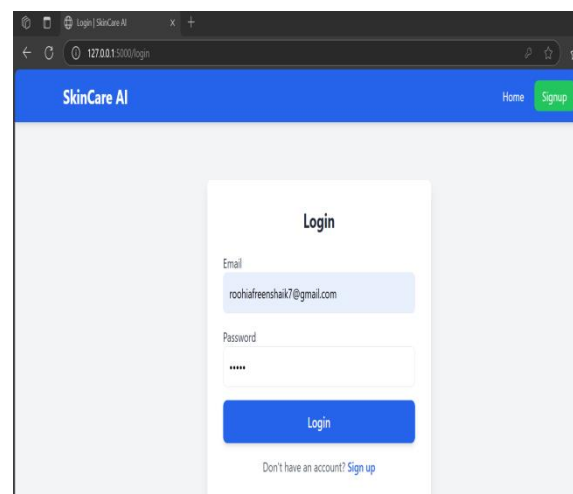 Login | SkinCare AI
127.0.0.1:5000/login
SkinCare AI Home Signup
Login
Email
roohiafreenshaik7@gmail.com
Password
•••••
Login
Don't have an account? Sign up